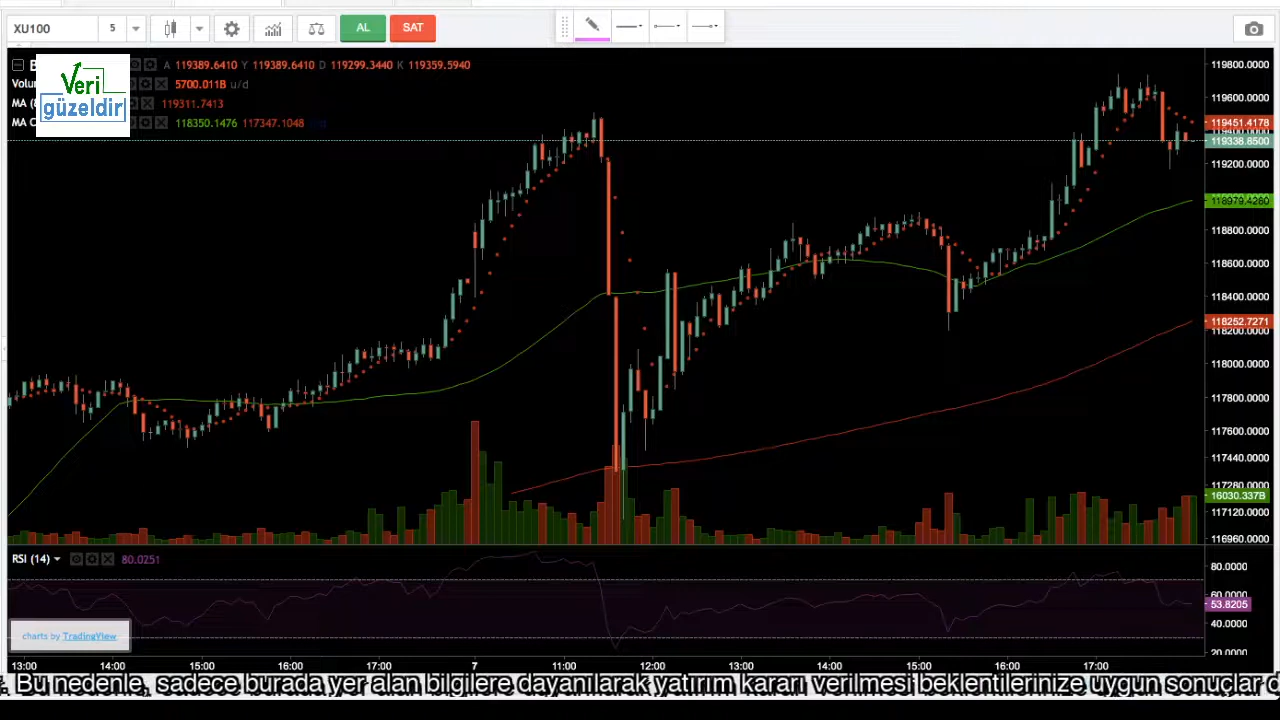 XU100 5 AL SAT
A 119389.6410 Y 119389.6410 D 119299.3440 K 119359.5940
119800.0000
Veri
güzeldir
5700.011B u/d
119600.0000
MA 119311.7413
MA 118350.1476 117347.1048
119451.4178
119338.8500
119200.0000
118979.4260
118800.0000
118600.0000
118400.0000
118252.7271
118200.0000
118000.0000
117800.0000
117600.0000
117440.0000
117280.0000
16030.337B
117120.0000
116960.0000
RSI (14) 80.0251
80.0000
60.0000
53.8205
40.0000
charts by TradingView
20.0000
13:00 14:00 15:00 16:00 17:00 7 11:00 12:00 13:00 14:00 15:00 16:00 17:00
Bu nedenle, sadece burada yer alan bilgilere dayanılarak yatırım kararı verilmesi beklentilerinize uygun sonuçlar